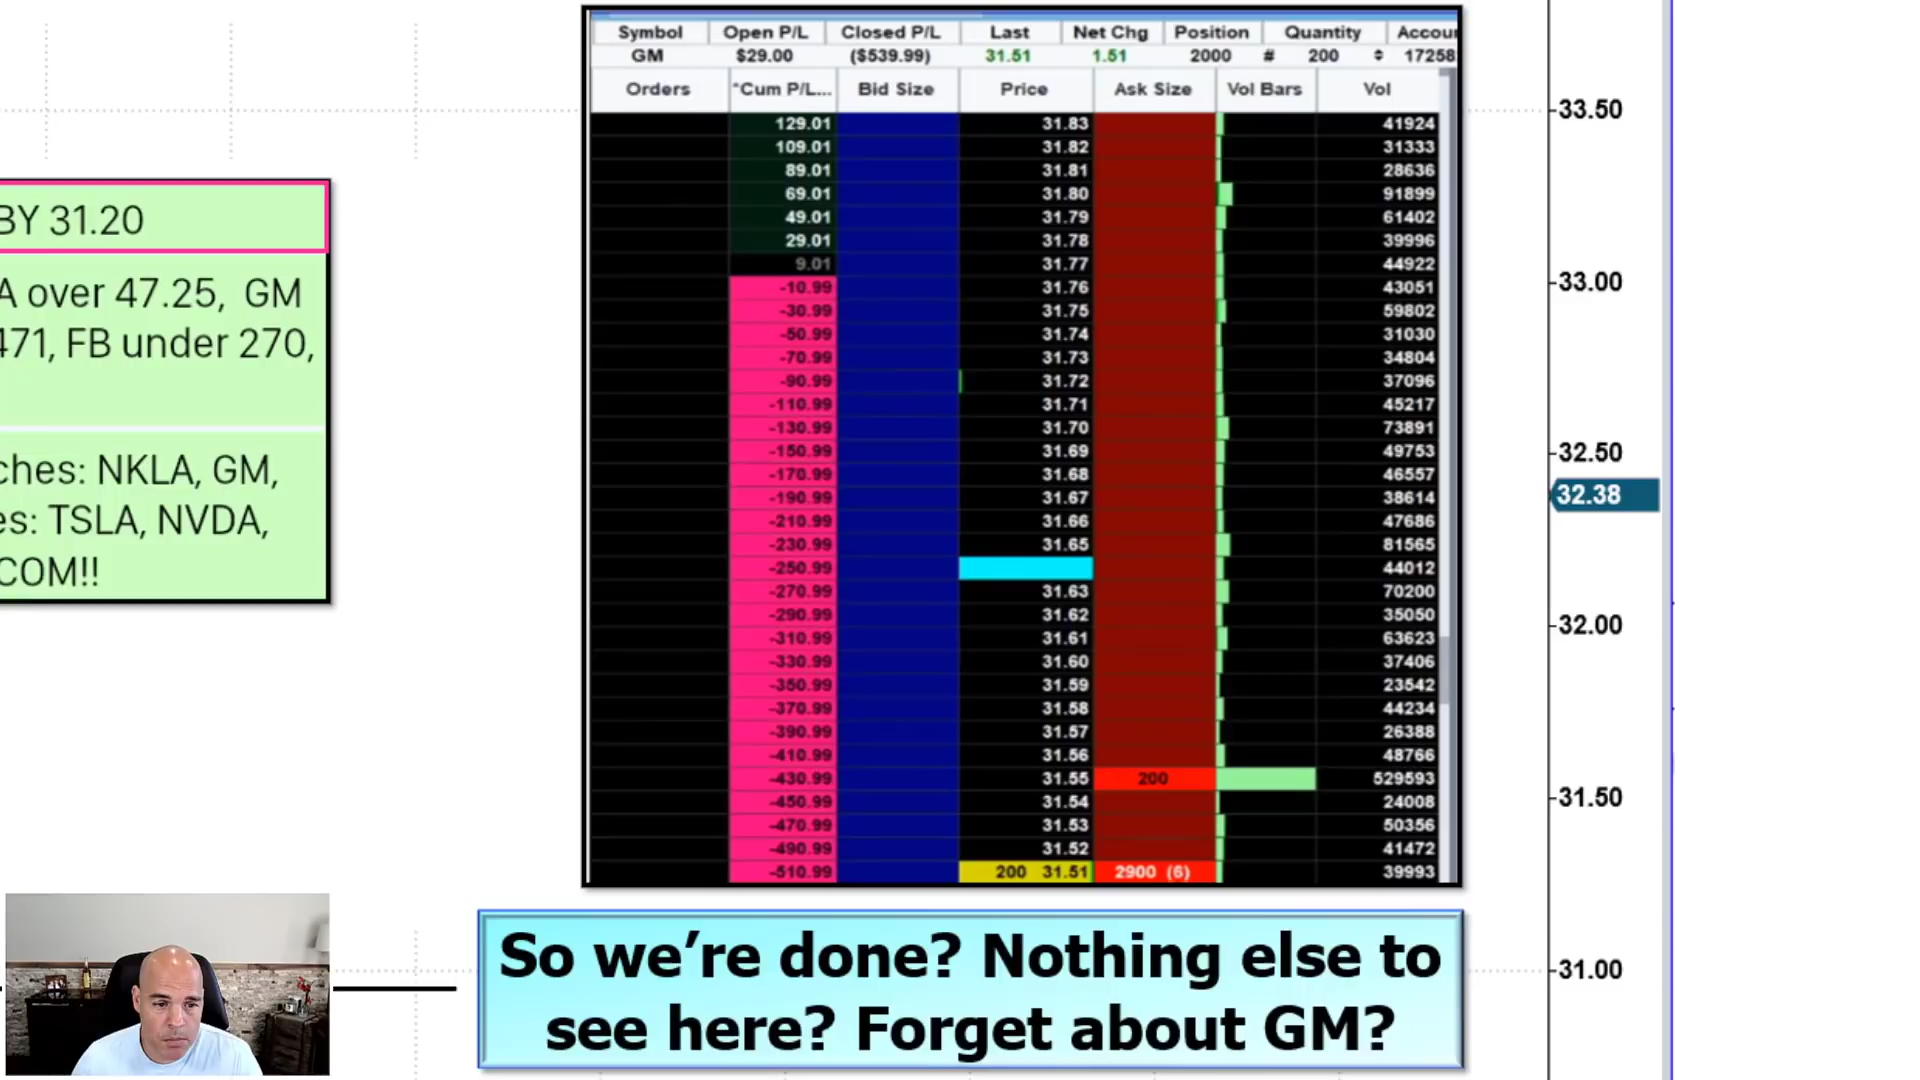 BY 31.20
A over 47.25, GM
471, FB under 270,
ches: NKLA, GM,
es: TSLA, NVDA,
COM!!
Symbol Open P/L Closed P/L Last Net Chg Position Quantity Accou
GM $29.00 ($539.99) 31.51 1.51 2000 # 200 17258
Orders *Cum P/L... Bid Size Price Ask Size Vol Bars Vol
129.01 31.83 41924
109.01 31.82 31333
89.01 31.81 28636
69.01 31.80 91899
49.01 31.79 61402
29.01 31.78 39996
9.01 31.77 44922
-10.99 31.76 43051
-30.99 31.75 59802
-50.99 31.74 31030
-70.99 31.73 34804
-90.99 31.72 37096
-110.99 31.71 45217
-130.99 31.70 73891
-150.99 31.69 49753
-170.99 31.68 46557
-190.99 31.67 38614
-210.99 31.66 47686
-230.99 31.65 81565
-250.99 44012
-270.99 31.63 70200
-290.99 31.62 35050
-310.99 31.61 63623
-330.99 31.60 37406
-350.99 31.59 23542
-370.99 31.58 44234
-390.99 31.57 26388
-410.99 31.56 48766
-430.99 31.55 200 529593
-450.99 31.54 24008
-470.99 31.53 50356
-490.99 31.52 41472
-510.99 200 31.51 2900 (6) 39993
So we’re done? Nothing else to
see here? Forget about GM?
33.50
33.00
32.50
32.38
32.00
31.50
31.00